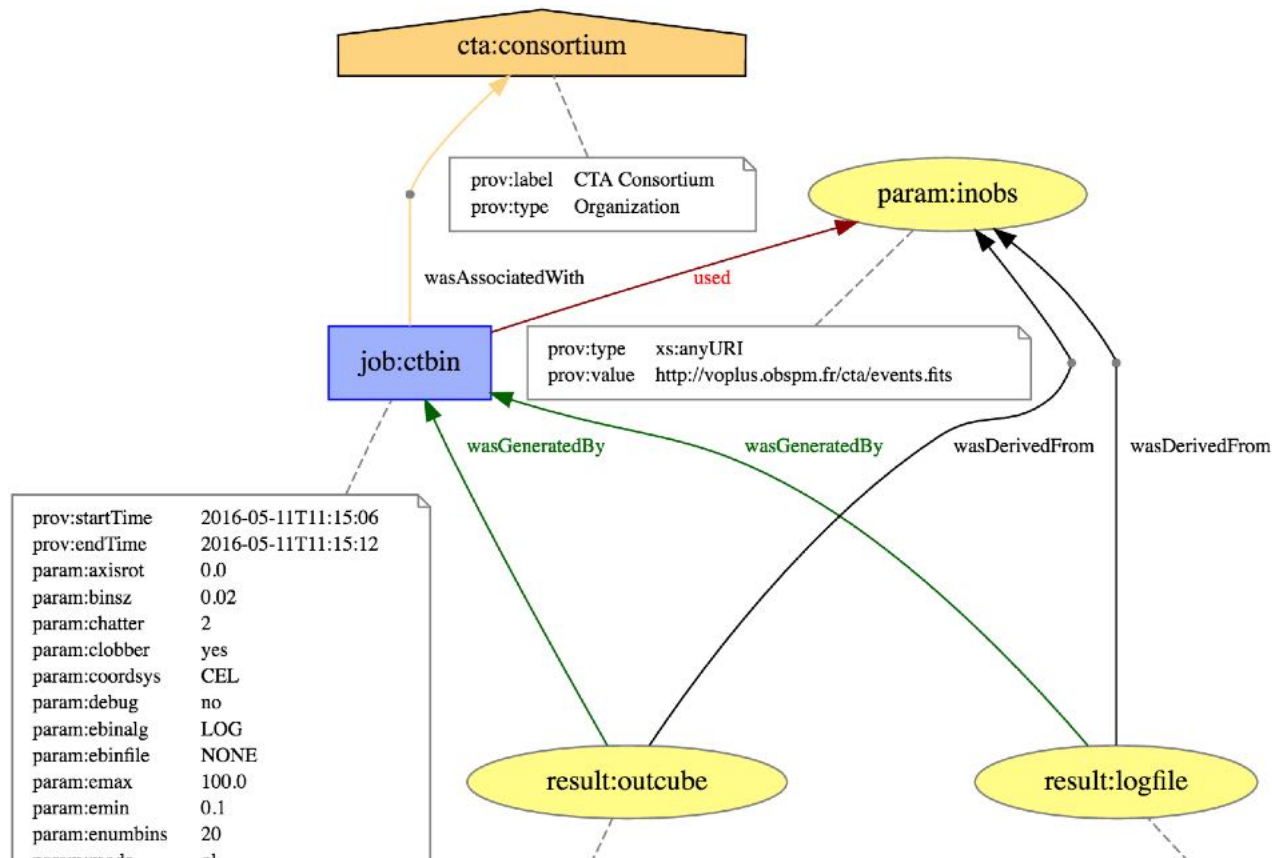 cta:consortium
prov:label CTA Consortium
prov:type Organization
param:inobs
wasAssociatedWith
used
job:ctbin
prov:type xs:anyURI
prov:value http://voplus.obspm.fr/cta/events.fits
wasGeneratedBy
wasGeneratedBy
wasDerivedFrom
wasDerivedFrom
prov:startTime 2016-05-11T11:15:06
prov:endTime 2016-05-11T11:15:12
param:axisrot 0.0
param:binsz 0.02
param:chatter 2
param:clobber yes
param:coordsys CEL
param:debug no
param:ebinalg LOG
param:ebinfile NONE
param:emax 100.0
param:emin 0.1
param:enumbins 20
result:outcube
result:logfile